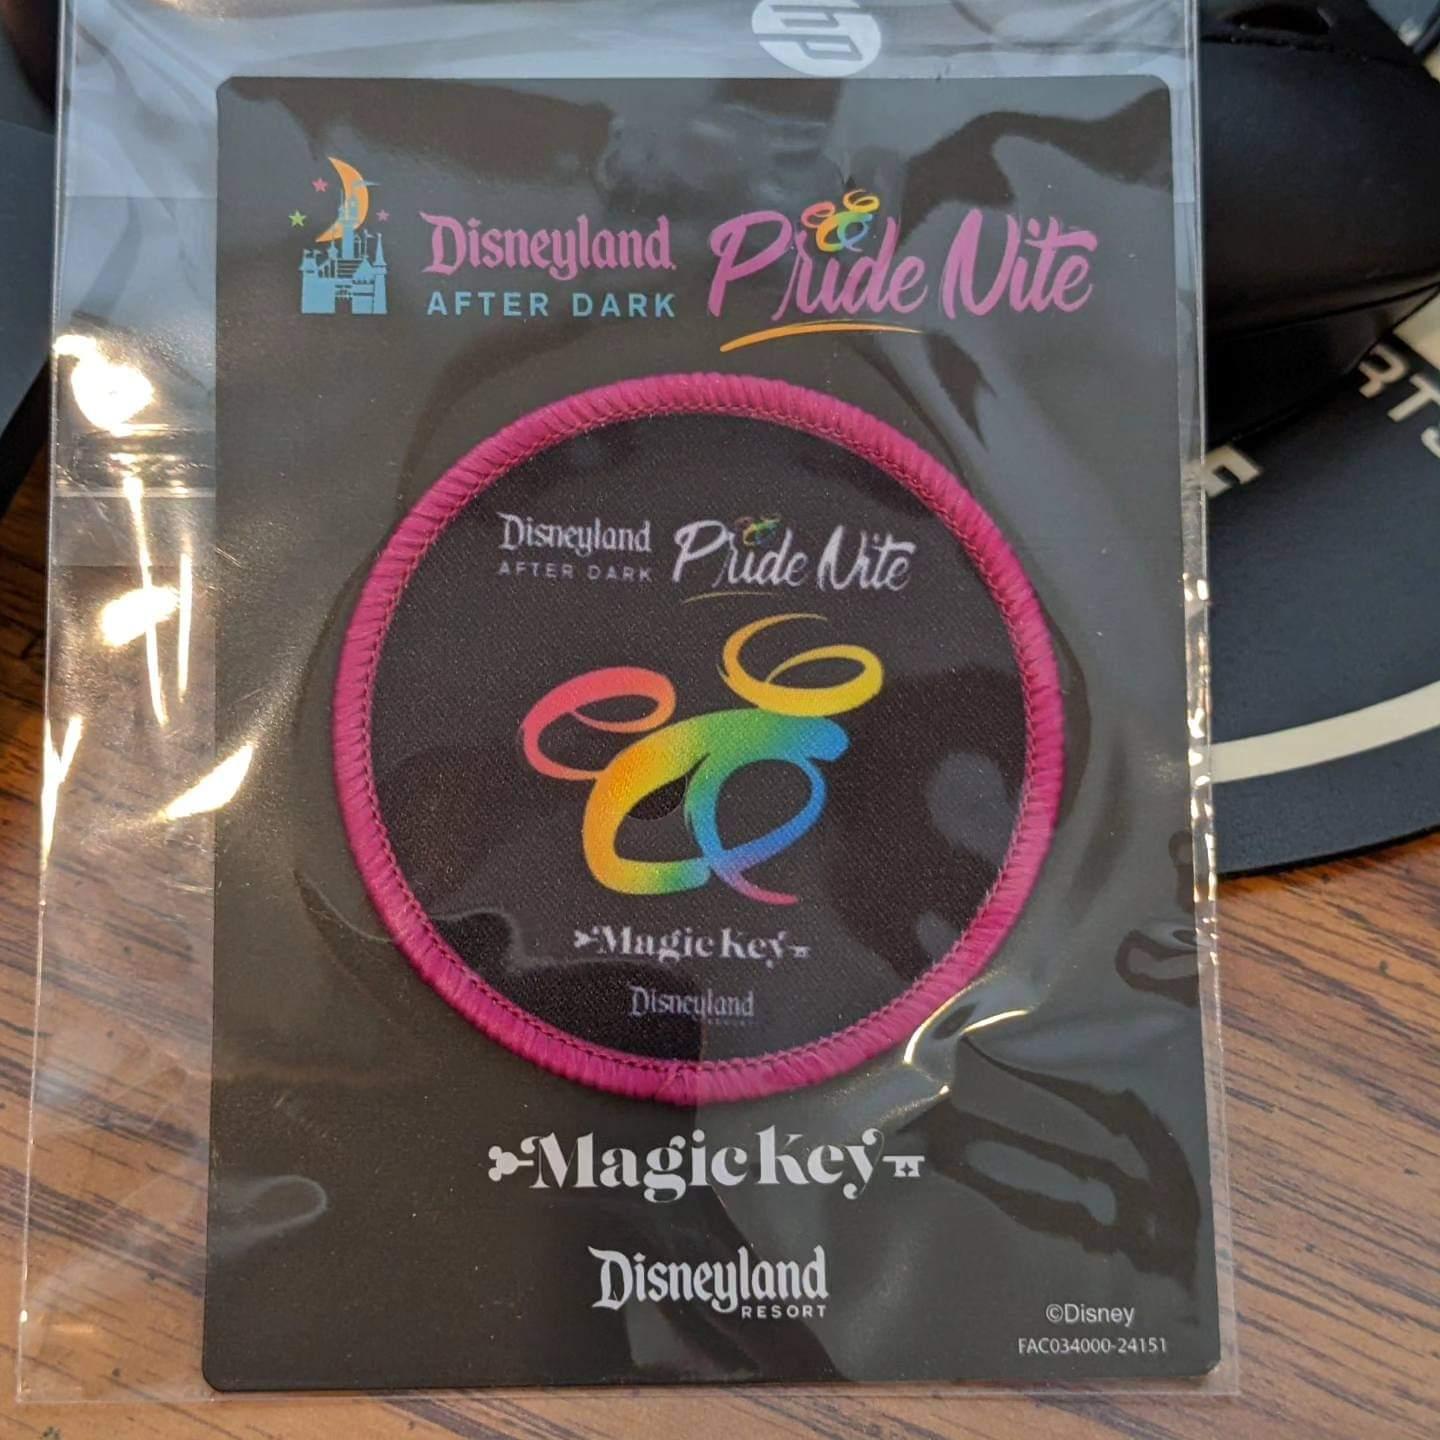 Disneyland
AFTER DARK
Pride Nite
Disneyland
AFTER DARK
Pride Nite
Magic Key
Disneyland
RESORT
Magic Key
Disneyland
RESORT
©Disney
FAC034000-24151